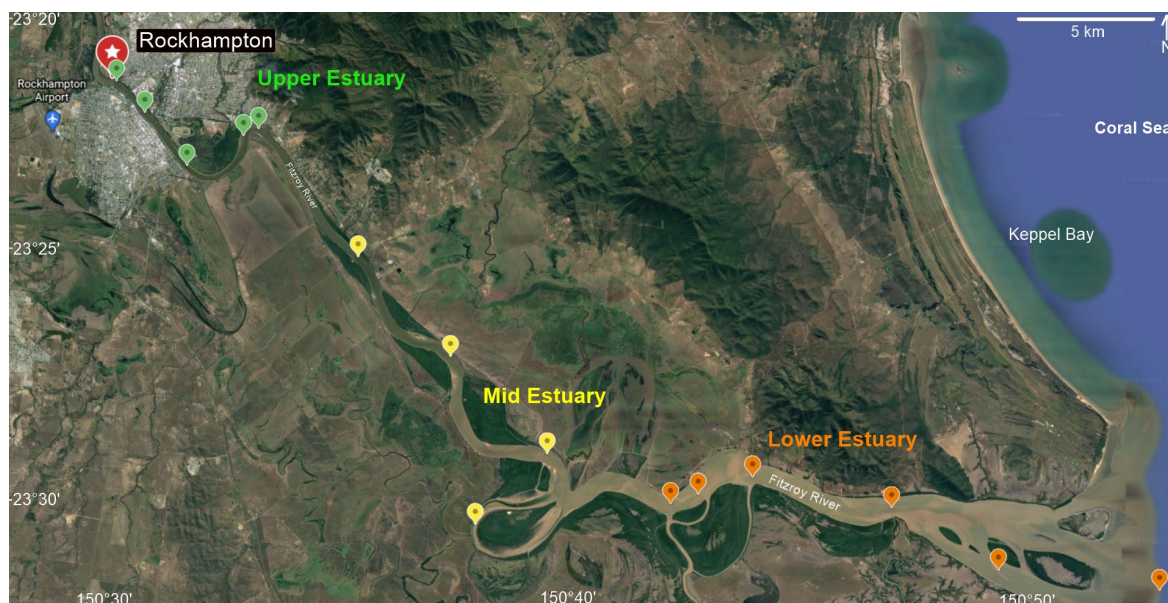 -23°20'
5 km
N
Rockhampton
Rockhampton
Airport
Upper Estuary
Coral Sea
Fitzroy River
Keppel Bay
-23°25'
Mid Estuary
Lower Estuary
Fitzroy River
-23°30'
150°30'
150°40'
150°50'